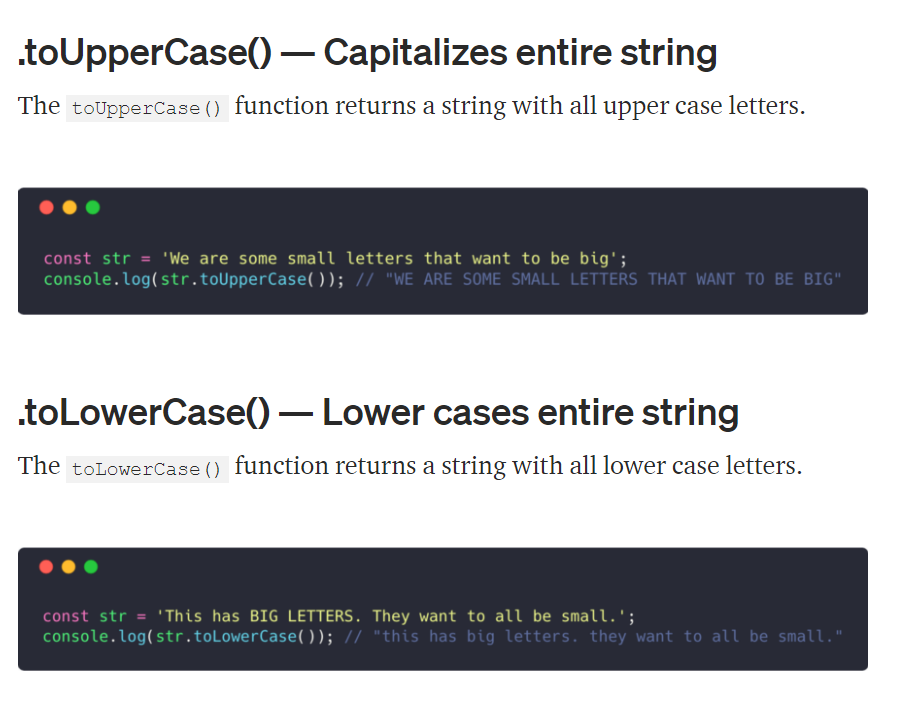 .toUpperCase() — Capitalizes entire string
The toUpperCase() function returns a string with all upper case letters.
const str = 'We are some small letters that want to be big';
console.log(str.toUpperCase()); // "WE ARE SOME SMALL LETTERS THAT WANT TO BE BIG"
.toLowerCase() — Lower cases entire string
The toLowerCase() function returns a string with all lower case letters.
const str = 'This has BIG LETTERS. They want to all be small.';
console.log(str.toLowerCase()); // "this has big letters. they want to all be small."